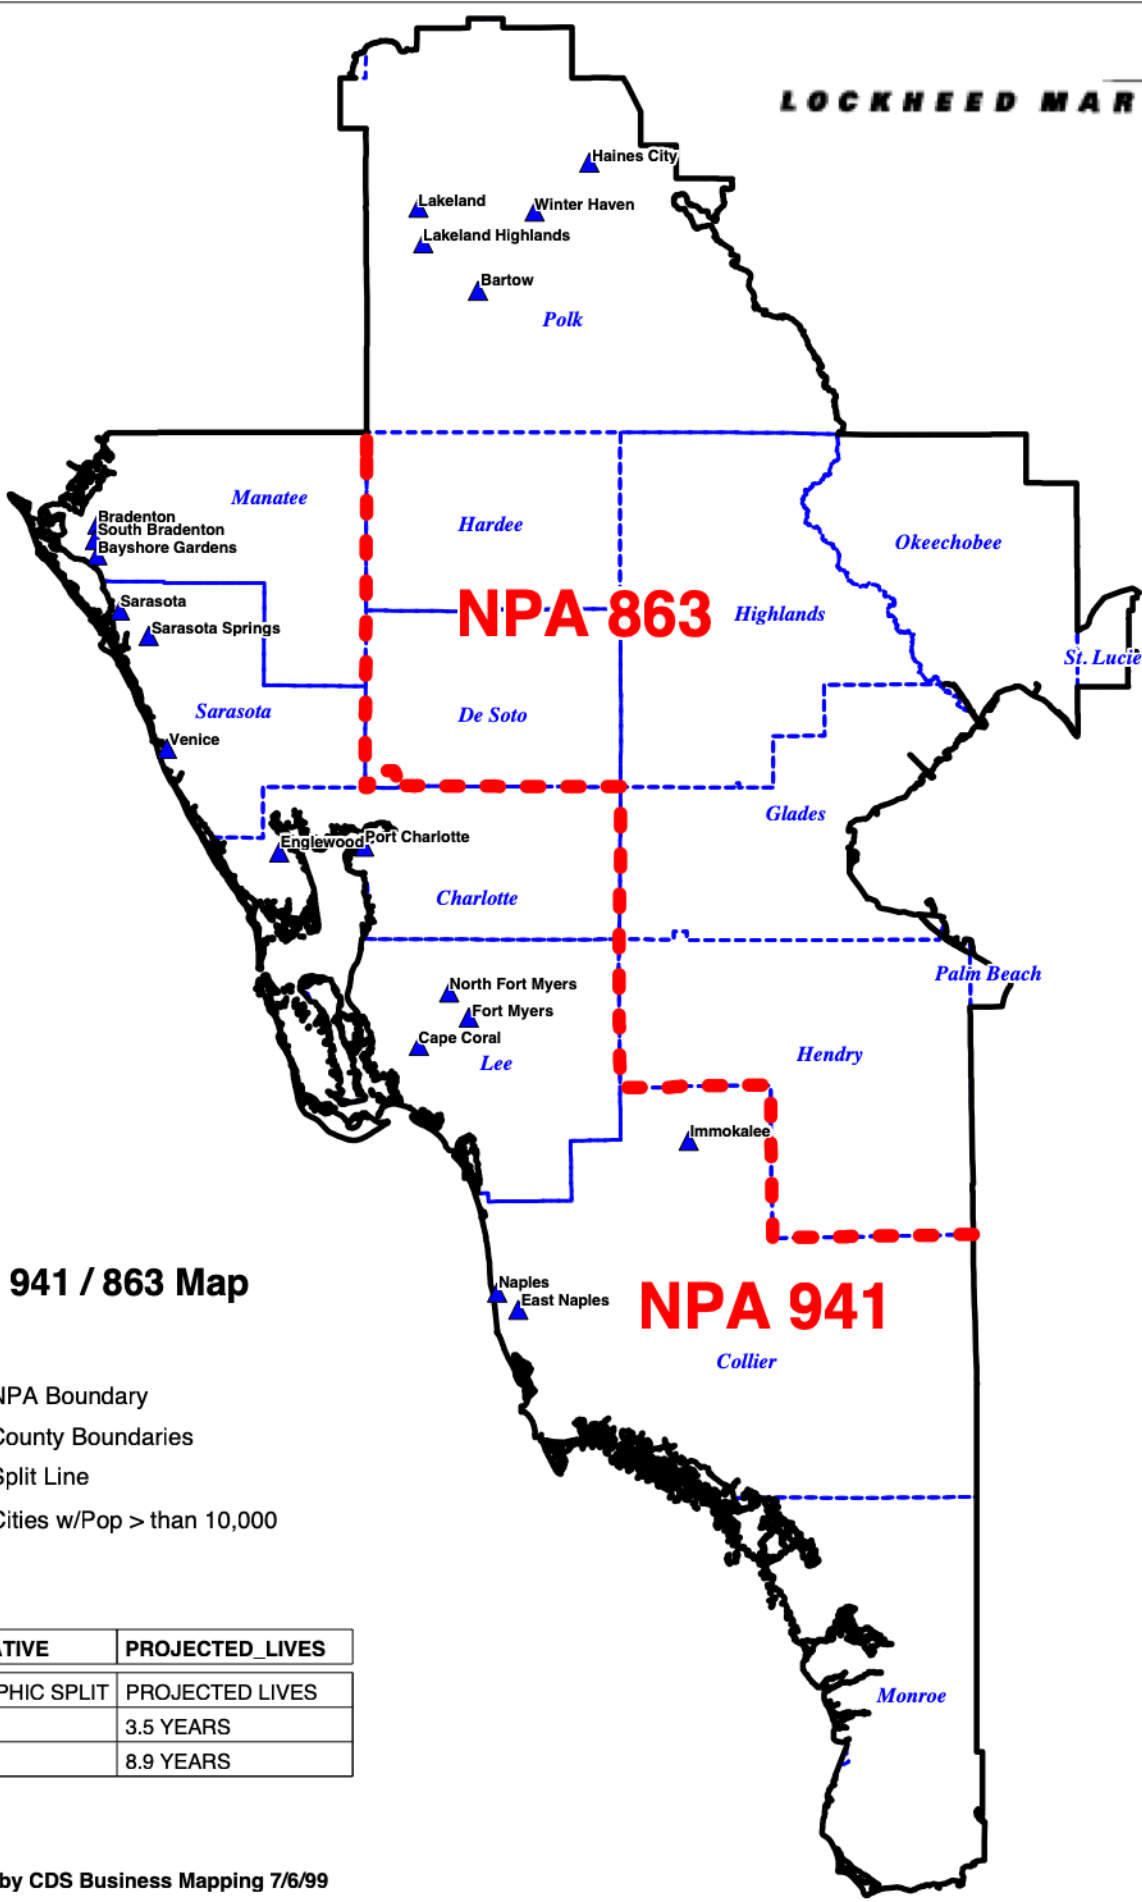 LOCKHEED MAR
Haines City
Lakeland
Winter Haven
Lakeland Highlands
Bartow
Polk
Manatee
Hardee
Okeechobee
Bradenton
South Bradenton
Bayshore Gardens
NPA 863
Highlands
Sarasota
Sarasota Springs
St. Lucie
Sarasota
De Soto
Venice
Glades
Englewood
Port Charlotte
Charlotte
Palm Beach
North Fort Myers
Fort Myers
Cape Coral
Lee
Hendry
Immokalee
941 / 863 Map
Naples
East Naples
NPA 941
Collier
NPA Boundary
County Boundaries
Split Line
Cities w/Pop > than 10,000
ATIVE PROJECTED_LIVES
PHIC SPLIT PROJECTED LIVES
3.5 YEARS
8.9 YEARS
Monroe
by CDS Business Mapping 7/6/99